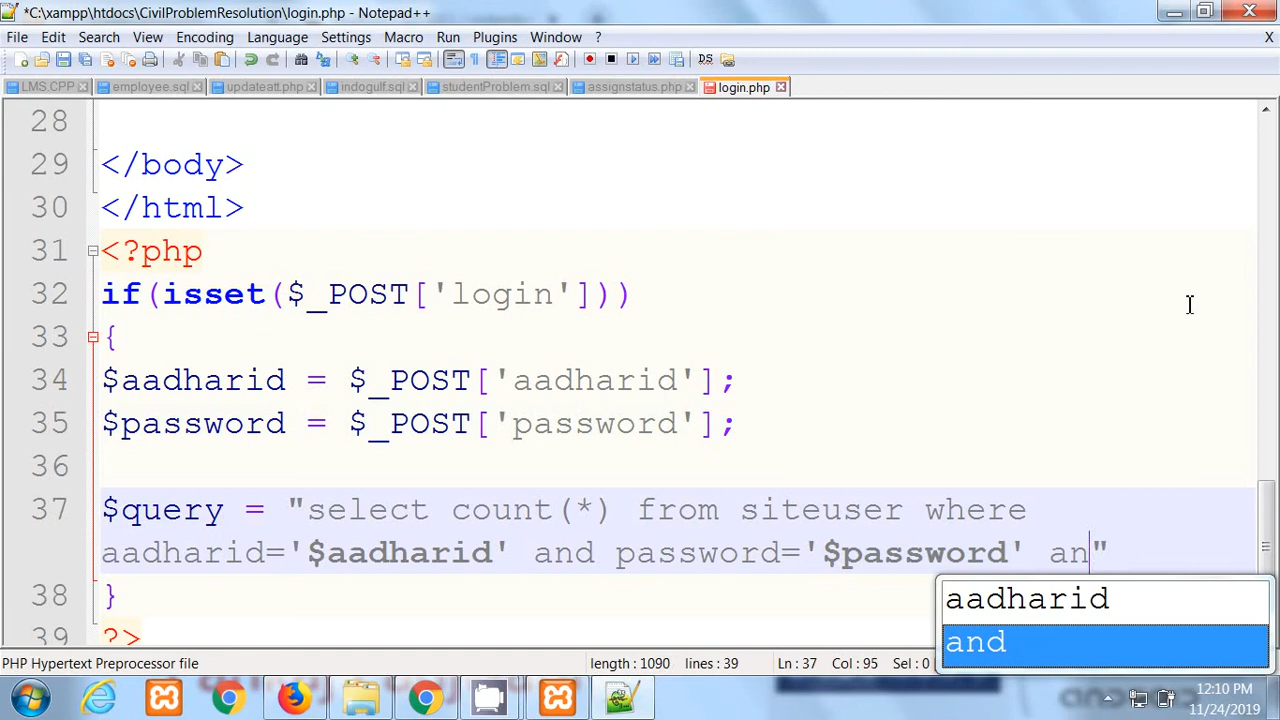 *C:\xampp\htdocs\CivilProblemResolution\login.php - Notepad++
File Edit Search View Encoding Language Settings Macro Run Plugins Window ? X
LMS.CPP employee.sql updateatt.php indogulf.sql studentProblem.sql assignstatus.php login.php
28
29 </body>
30 </html>
31 <?php
32 if(isset($_POST['login']))
33 {
34 $aadharid = $_POST['aadharid'];
35 $password = $_POST['password'];
36
37 $query = "select count(*) from siteuser where
aadharid='$aadharid' and password='$password' an"
38 }
39 ?>
aadharid
and
PHP Hypertext Preprocessor file length : 1090 lines : 39 Ln : 37 Col : 95 Sel : 0
12:10 PM
11/24/2019